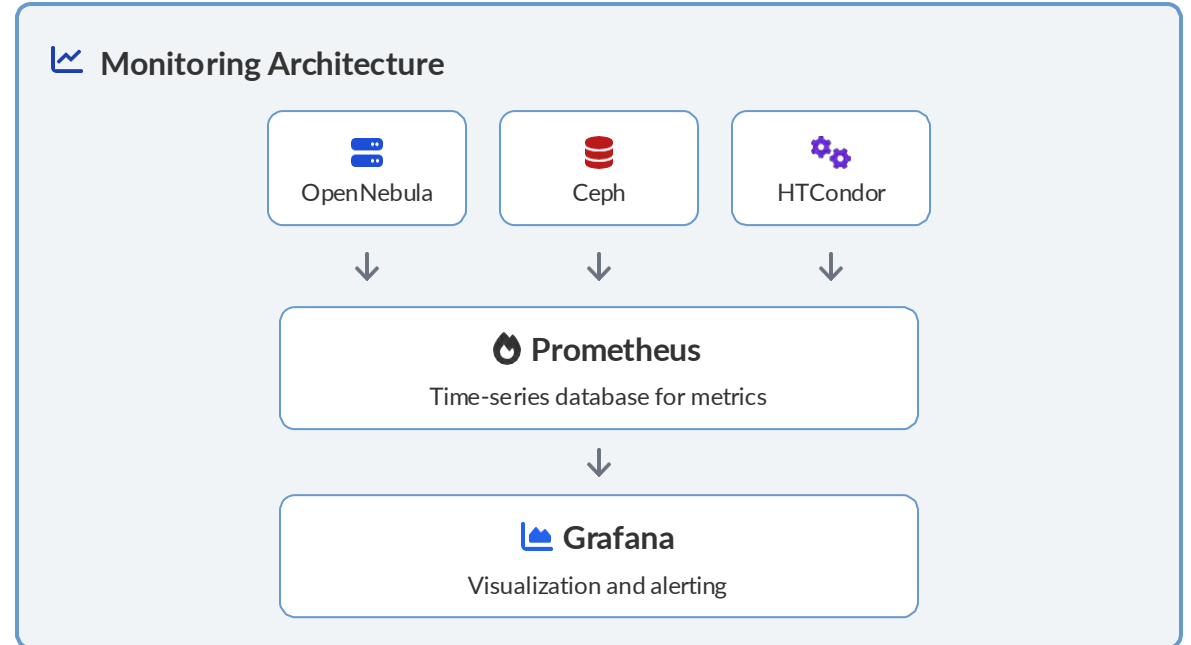 Monitoring Architecture
OpenNebula
Ceph
HTCondor
Prometheus
Time-series database for metrics
Grafana
Visualization and alerting